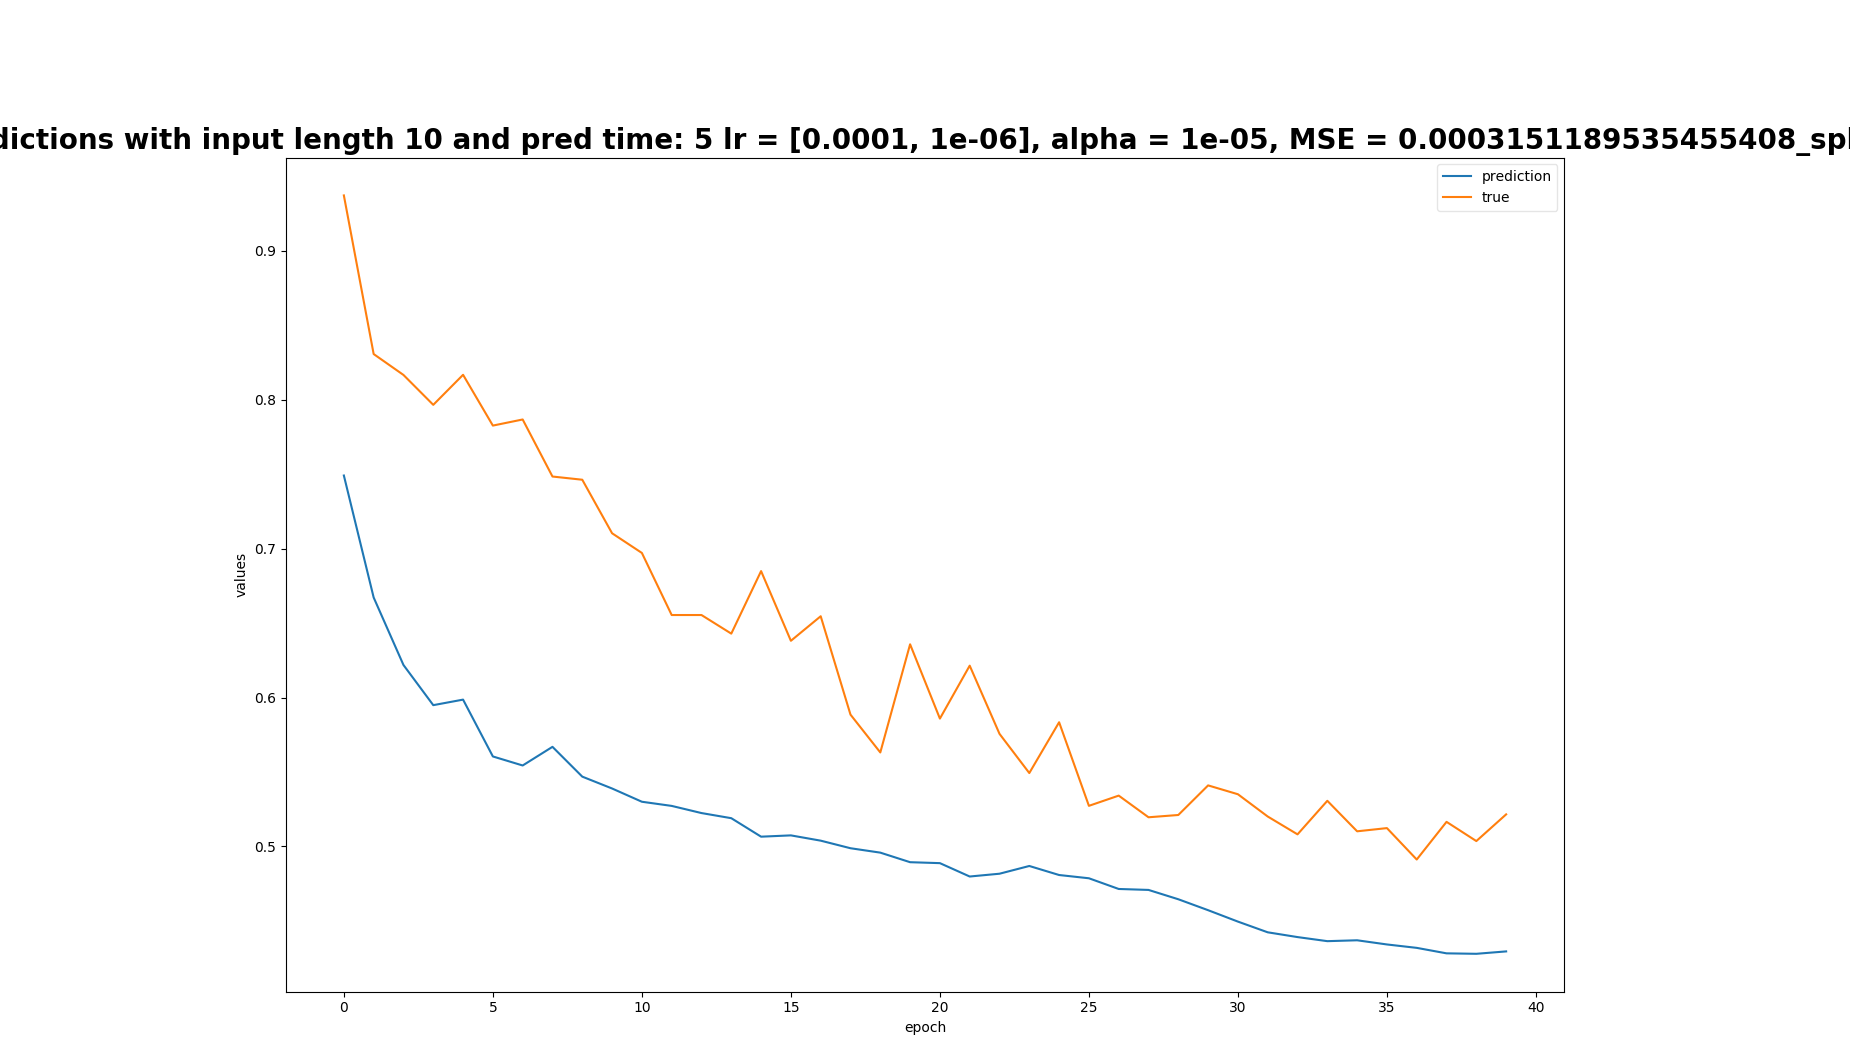 dictions with input length 10 and pred time: 5 lr = [0.0001, 1e-06], alpha = 1e-05, MSE = 0.0003151189535455408_spl
prediction
true
0.9
0.8
0.7
0.6
0.5
values
0 5 10 15 20 25 30 35 40
epoch